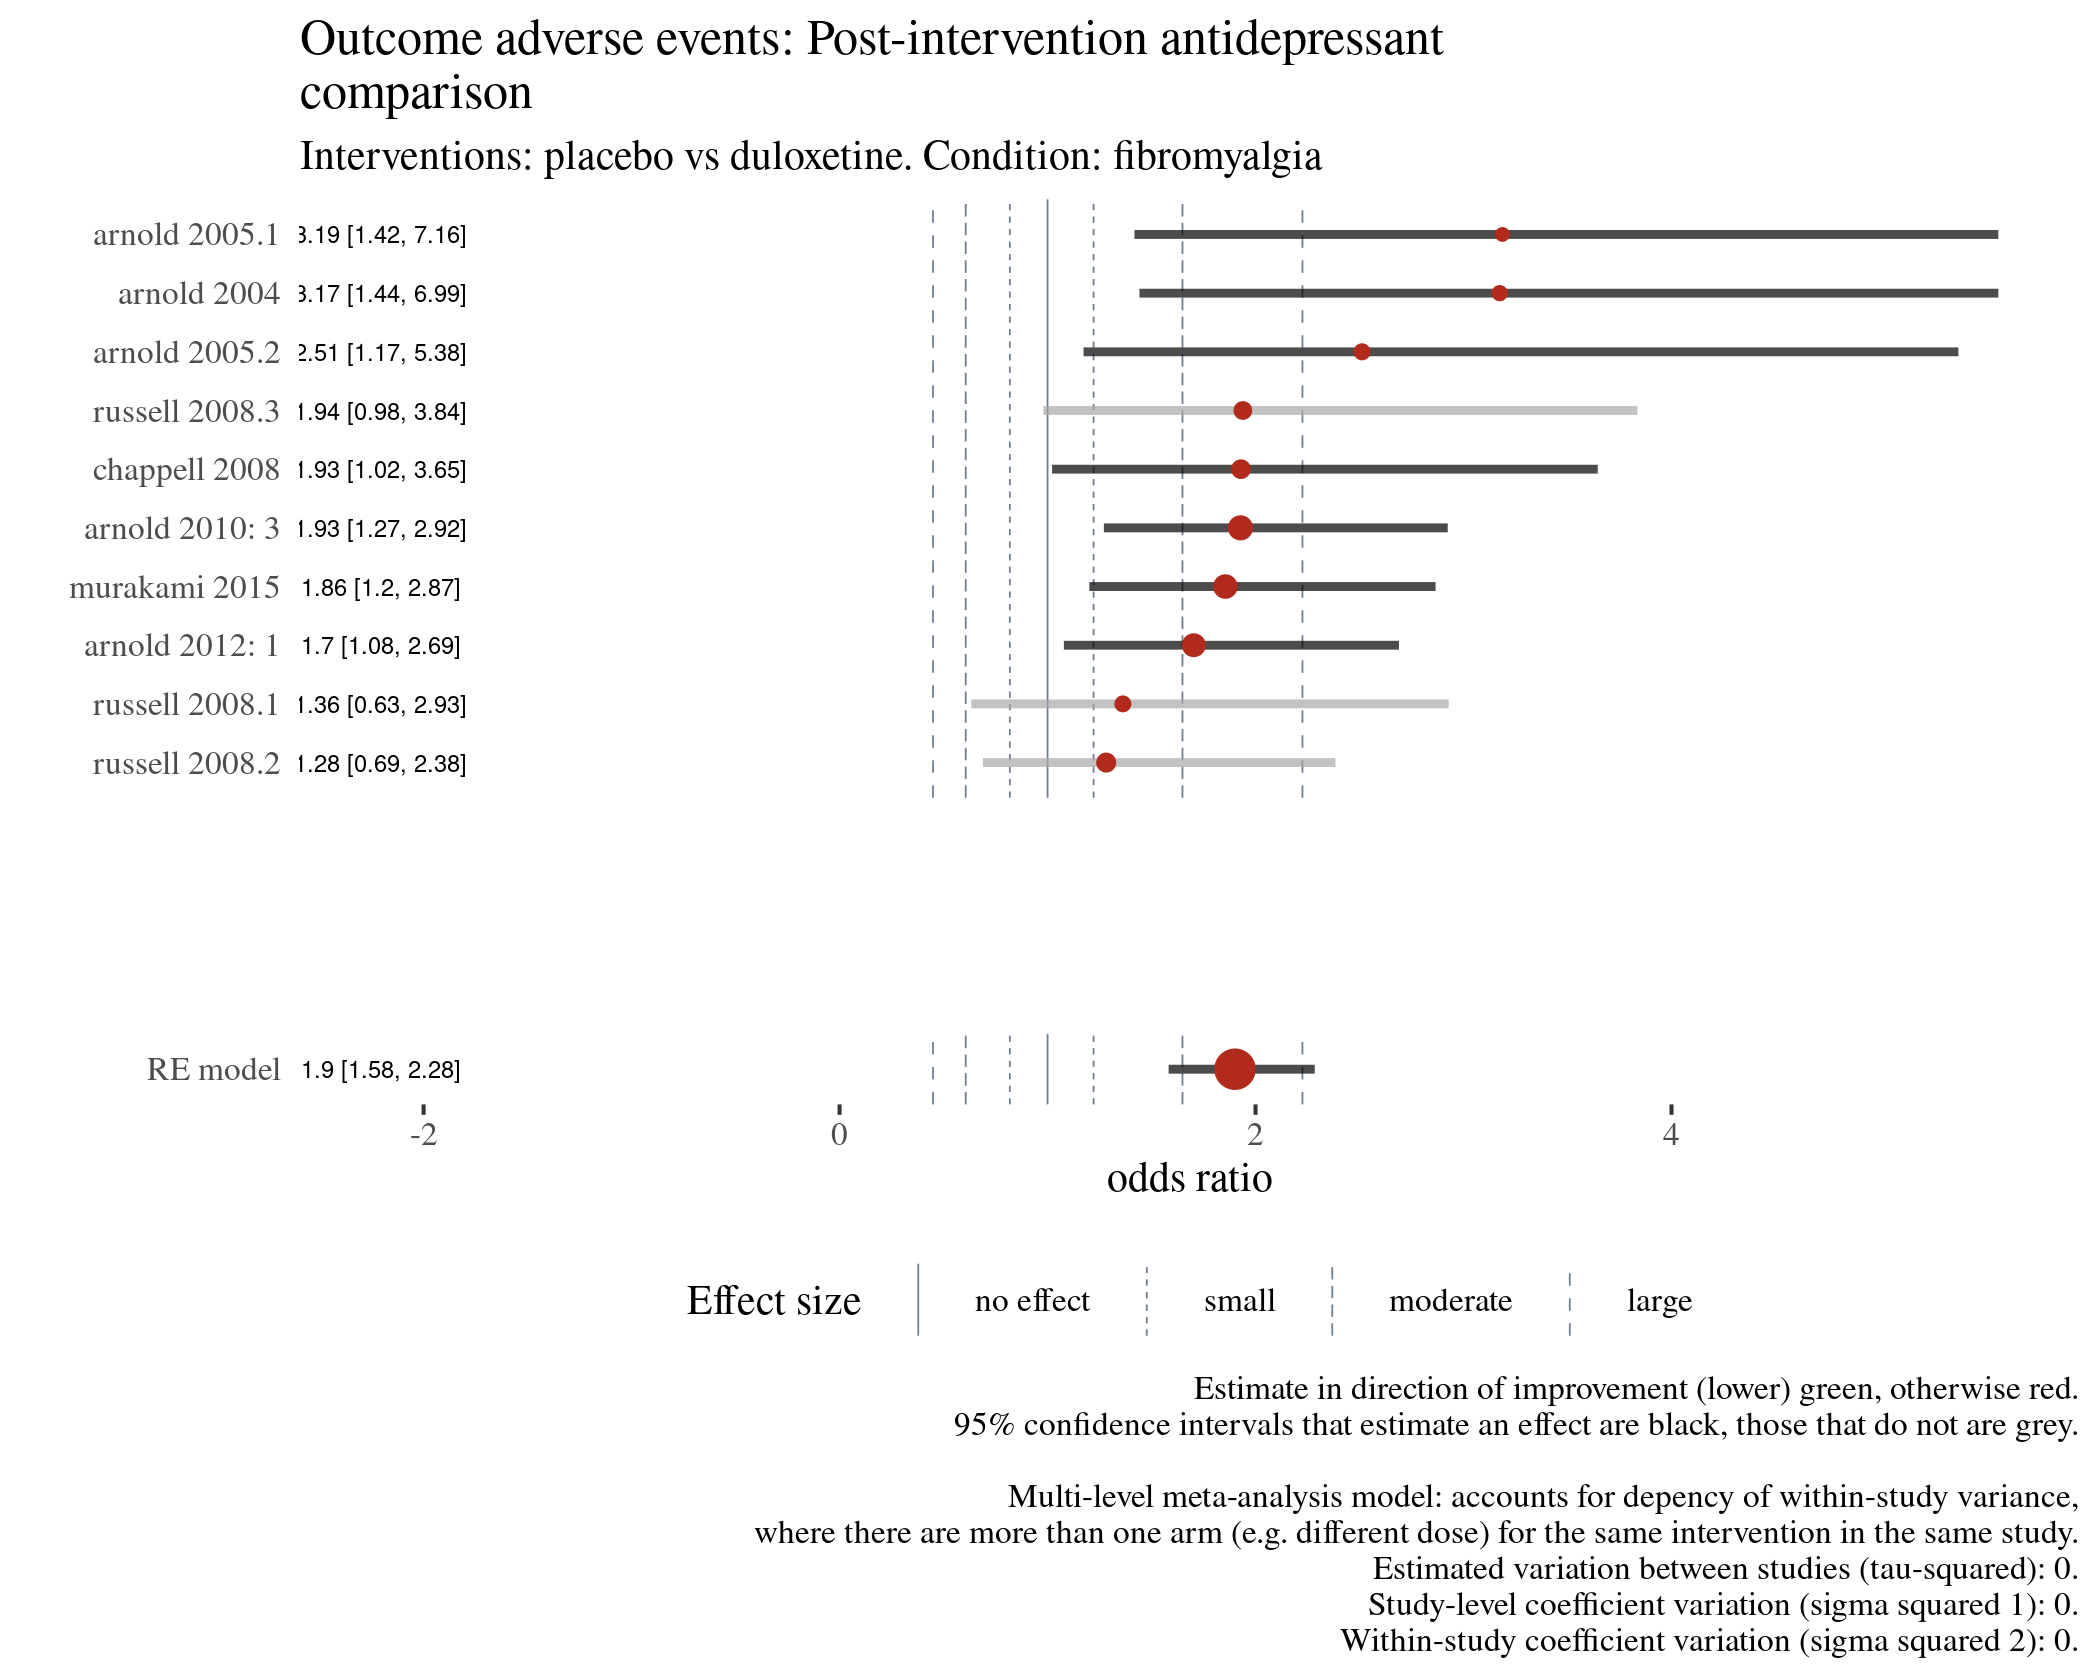 Outcome adverse events: Post-intervention antidepressant
comparison
Interventions: placebo vs duloxetine. Condition: fibromyalgia
arnold 2005.1 3.19 [1.42, 7.16]
arnold 2004 3.17 [1.44, 6.99]
arnold 2005.2 2.51 [1.17, 5.38]
russell 2008.3 1.94 [0.98, 3.84]
chappell 2008 1.93 [1.02, 3.65]
arnold 2010: 3 1.93 [1.27, 2.92]
murakami 2015 1.86 [1.2, 2.87]
arnold 2012: 1 1.7 [1.08, 2.69]
russell 2008.1 1.36 [0.63, 2.93]
russell 2008.2 1.28 [0.69, 2.38]
RE model 1.9 [1.58, 2.28]
-2 0 2 4
odds ratio
Effect size no effect small moderate large
Estimate in direction of improvement (lower) green, otherwise red.
95% confidence intervals that estimate an effect are black, those that do not are grey.
Multi-level meta-analysis model: accounts for depency of within-study variance,
where there are more than one arm (e.g. different dose) for the same intervention in the same study.
Estimated variation between studies (tau-squared): 0.
Study-level coefficient variation (sigma squared 1): 0.
Within-study coefficient variation (sigma squared 2): 0.